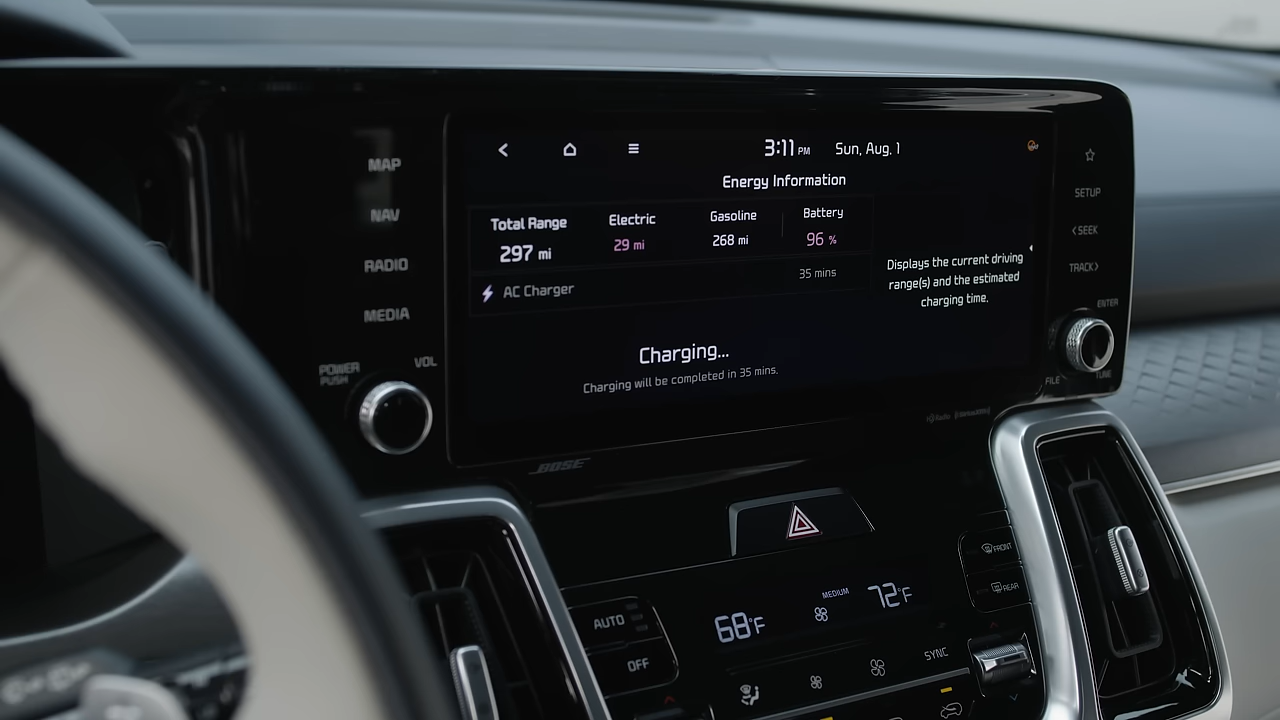 MAP
NAV
RADIO
MEDIA
POWER
PUSH
VOL
3:11 PM Sun, Aug. 1
Energy Information
Total Range Electric Gasoline Battery
297 mi 29 mi 268 mi 96 %
35 mins
AC Charger
Displays the current driving
range(s) and the estimated
charging time.
Charging...
Charging will be completed in 35 mins.
SETUP
< SEEK
TRACK >
ENTER
FILE TUNE
HD Radio (SiriusXM)
BOSE
FRONT
REAR
AUTO
OFF
68°F
MEDIUM
72°F
SYNC